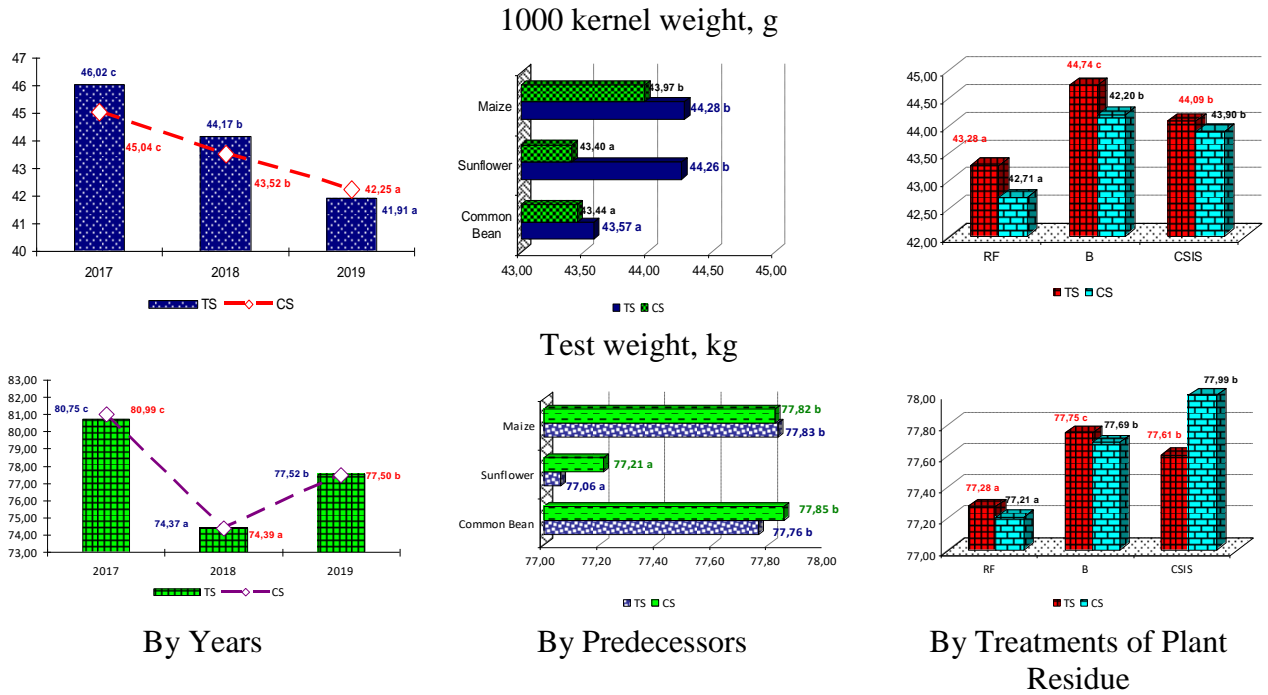 1000 kernel weight, g
47
46
45
44
43
42
41
40
46,02 c
45,04 c
44,17 b
43,52 b
42,25 a
41,91 a
2017
2018
2019
TS
CS
Maize
Sunflower
Common
Bean
43,97 b
44,28 b
43,40 a
44,26 b
43,44 a
43,57 a
43,00
43,50
44,00
44,50
45,00
TS
CS
45,00
44,50
44,00
43,50
43,00
42,50
42,00
43,28 a
42,71 a
44,74 c
42,20 b
44,09 b
43,90 b
RF
B
CSIS
TS
CS
Test weight, kg
83,00
82,00
81,00
80,00
79,00
78,00
77,00
76,00
75,00
74,00
73,00
80,75 c
80,99 c
74,37 a
74,39 a
77,52 b
77,50 b
2017
2018
2019
TS
CS
Maize
Sunflower
Common Bean
77,82 b
77,83 b
77,21 a
77,06 a
77,85 b
77,76 b
77,00
77,20
77,40
77,60
77,80
78,00
TS
CS
78,00
77,80
77,60
77,40
77,20
77,00
77,28 a
77,21 a
77,75 c
77,69 b
77,61 b
77,99 b
RF
B
CSIS
TS
CS
By Years
By Predecessors
By Treatments of Plant
Residue